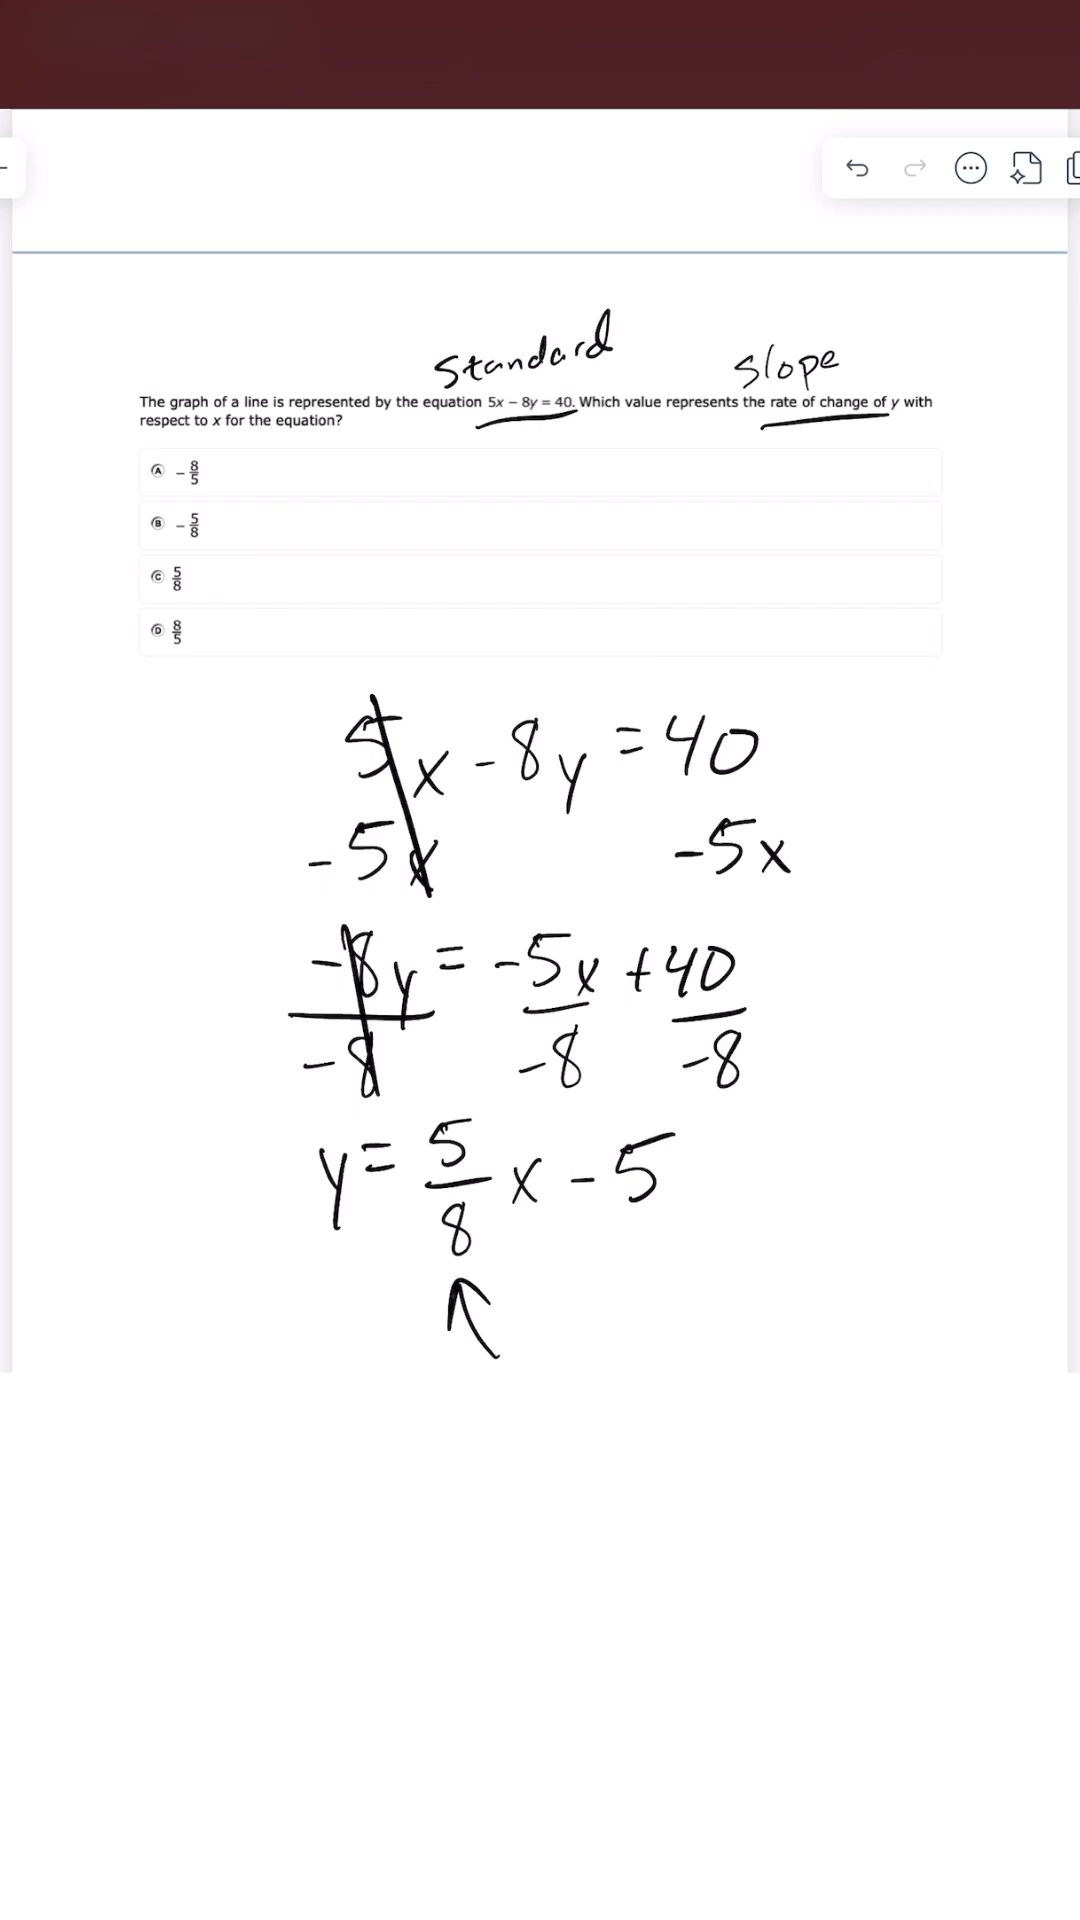 standard
slope
The graph of a line is represented by the equation 5x – 8y = 40. Which value represents the rate of change of y with
respect to x for the equation?
A -8/5
B -5/8
C 5/8
D 8/5
5x - 8y = 40
-5x -5x
-8y = -5x + 40
-8 -8 -8
y = 5/8 x - 5